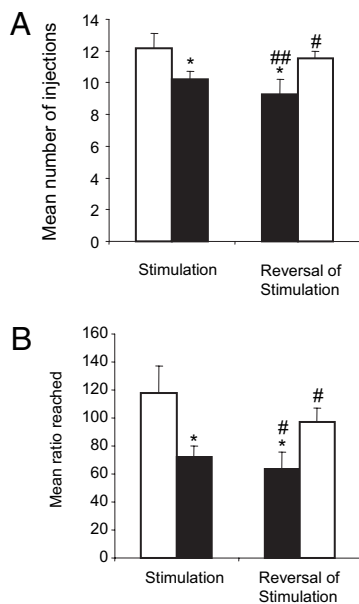 A
Mean number of injections
14
12
10
8
6
4
2
0
*
##
*
#
Stimulation
Reversal of
Stimulation
B
Mean ratio reached
160
140
120
100
80
60
40
20
0
*
#
*
#
Stimulation
Reversal of
Stimulation